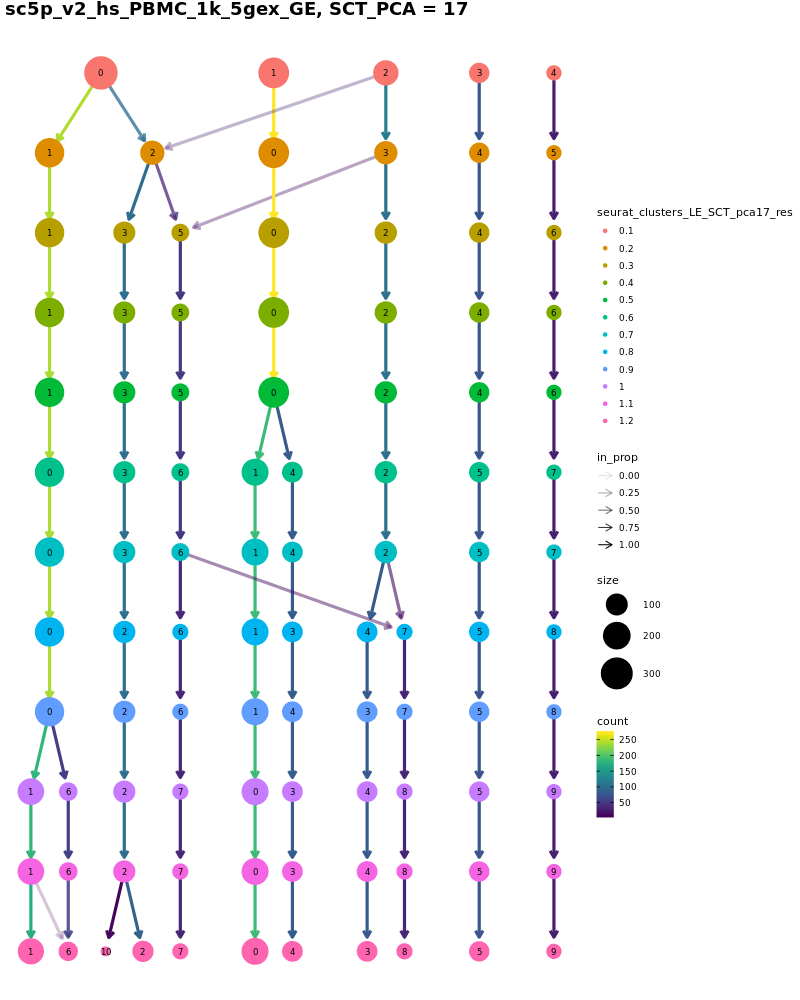 sc5p_v2_hs_PBMC_1k_5gex_GE, SCT_PCA = 17
0 1 2 3 4
1 2 0 3 4 5
1 3 5 0 2 4 6
1 3 5 0 2 4 6
1 3 5 0 2 4 6
0 3 6 1 4 2 5 7
0 3 6 1 4 2 5 7
0 2 6 1 3 4 7 5 8
0 2 6 1 4 3 7 5 8
1 6 2 7 0 3 4 8 5 9
1 6 2 7 0 3 4 8 5 9
1 6 10 2 7 0 4 3 8 5 9
seurat_clusters_LE_SCT_pca17_res
0.1
0.2
0.3
0.4
0.5
0.6
0.7
0.8
0.9
1
1.1
1.2
in_prop
0.00
0.25
0.50
0.75
1.00
size
100
200
300
count
250
200
150
100
50